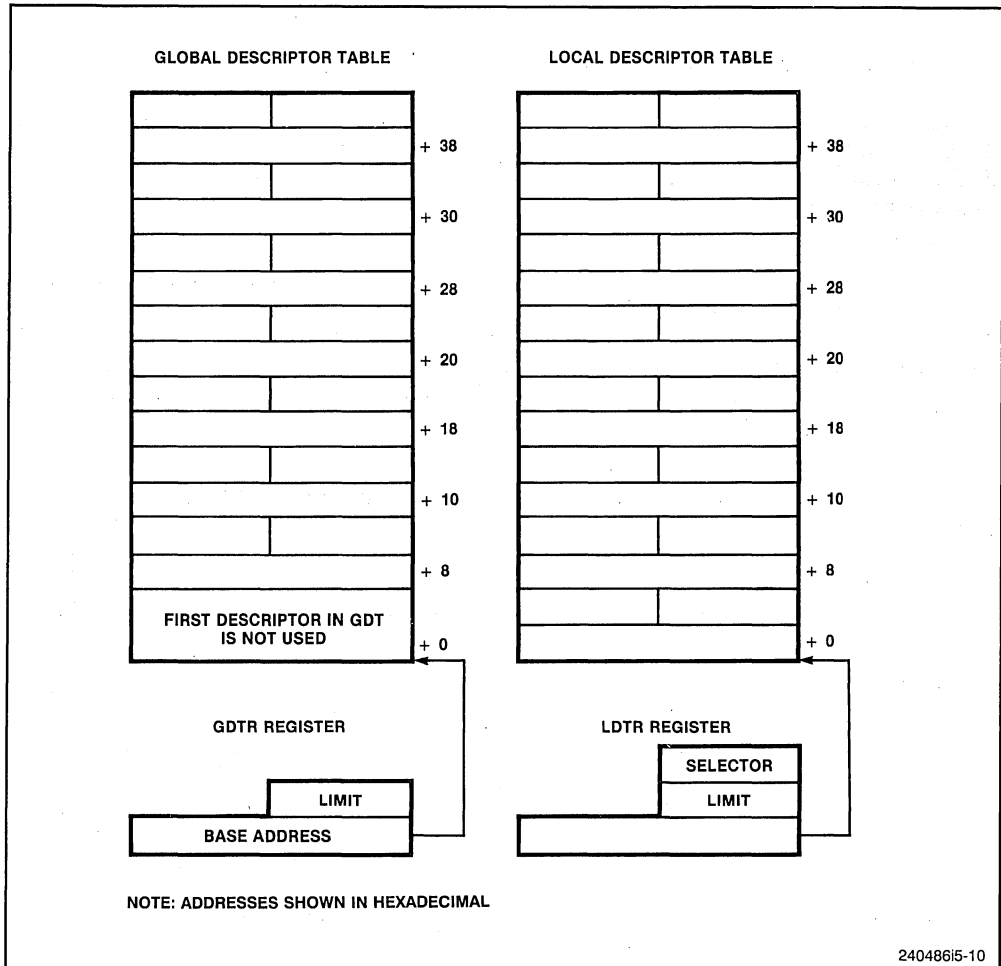 GLOBAL DESCRIPTOR TABLE
+ 38
+ 30
+ 28
+ 20
+ 18
+ 10
+ 8
FIRST DESCRIPTOR IN GDT
IS NOT USED
+ 0
LOCAL DESCRIPTOR TABLE
+ 38
+ 30
+ 28
+ 20
+ 18
+ 10
+ 8
+ 0
GDTR REGISTER
LIMIT
BASE ADDRESS
LDTR REGISTER
SELECTOR
LIMIT
NOTE: ADDRESSES SHOWN IN HEXADECIMAL
240486i5-10